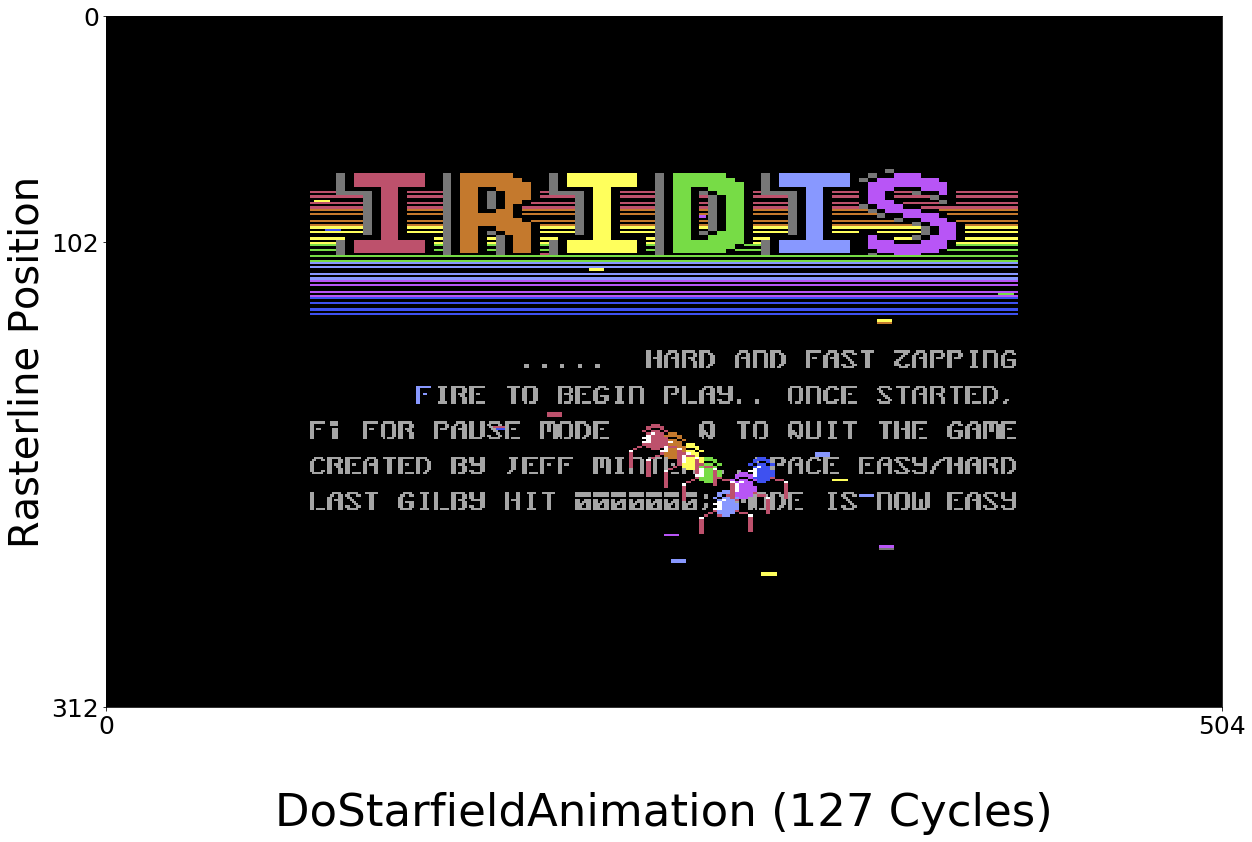 0
Rasterline Position
102
IRIDIS
..... HARD AND FAST ZAPPING
FIRE TO BEGIN PLAY.. ONCE STARTED,
F1 FOR PAUSE MODE Q TO QUIT THE GAME
CREATED BY JEFF EASY/HARD
LAST GILBY HIT 0000000: IS NOW EASY
312
0
504
DoStarfieldAnimation (127 Cycles)